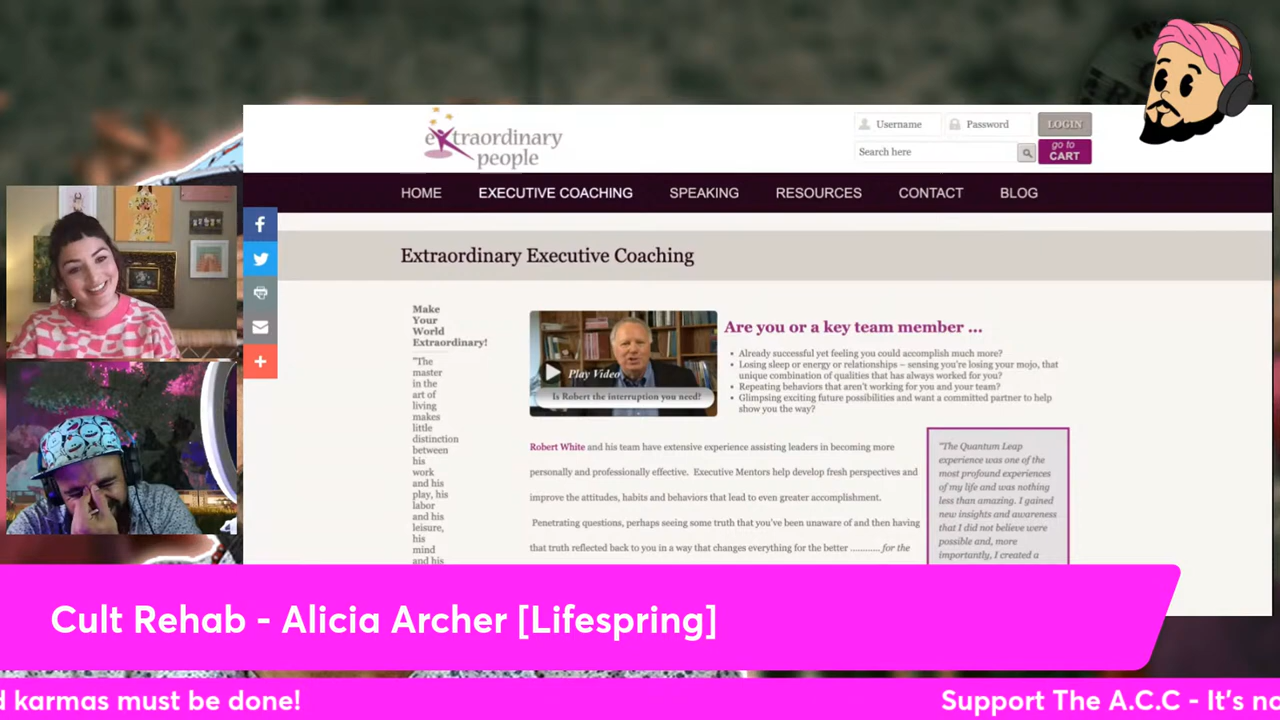 extraordinary
people
Username
Password
LOGIN
Search here
go to
CART
HOME
EXECUTIVE COACHING
SPEAKING
RESOURCES
CONTACT
BLOG
Extraordinary Executive Coaching
Make
Your
World
Extraordinary!
"The
master
in the
art of
living
makes
little
distinction
between
his
work
and his
play, his
labor
and his
leisure,
his
mind
and his
Play Video
Is Robert the interruption you need?
Are you or a key team member ...
Already successful yet feeling you could accomplish much more?
Losing sleep or energy or relationships – sensing you're losing your mojo, that
unique combination of qualities that has always worked for you?
Repeating behaviors that aren't working for you and your team?
Glimpsing exciting future possibilities and want a committed partner to help
show you the way?
Robert White and his team have extensive experience assisting leaders in becoming more
personally and professionally effective. Executive Mentors help develop fresh perspectives and
improve the attitudes, habits and behaviors that lead to even greater accomplishment.
Penetrating questions, perhaps seeing some truth that you've been unaware of and then having
that truth reflected back to you in a way that changes everything for the better ........... for the
"The Quantum Leap
experience was one of the
most profound experiences
of my life and was nothing
less than amazing. I gained
new insights and awareness
that I did not believe were
possible and, more
importantly, I created a
Cult Rehab - Alicia Archer [Lifespring]
d karmas must be done!
Support The A.C.C - It's no